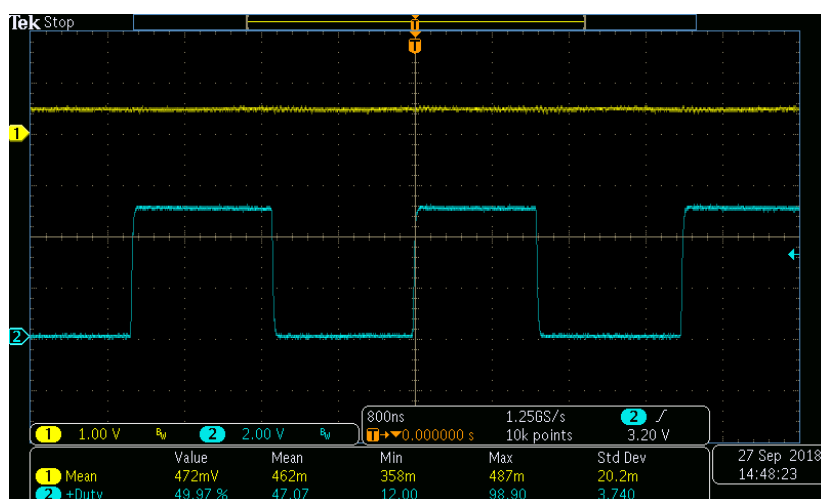 Tek Stop
T
T
1
2
1 1.00 V BW 2 2.00 V BW
800ns 1.25GS/s 2
T→▼0.000000 s 10k points 3.20 V
Value Mean Min Max Std Dev
1 Mean 472mV 462m 358m 487m 20.2m
2 +Duty 49.97 % 47.07 12.00 98.90 3.740
27 Sep 2018
14:48:23